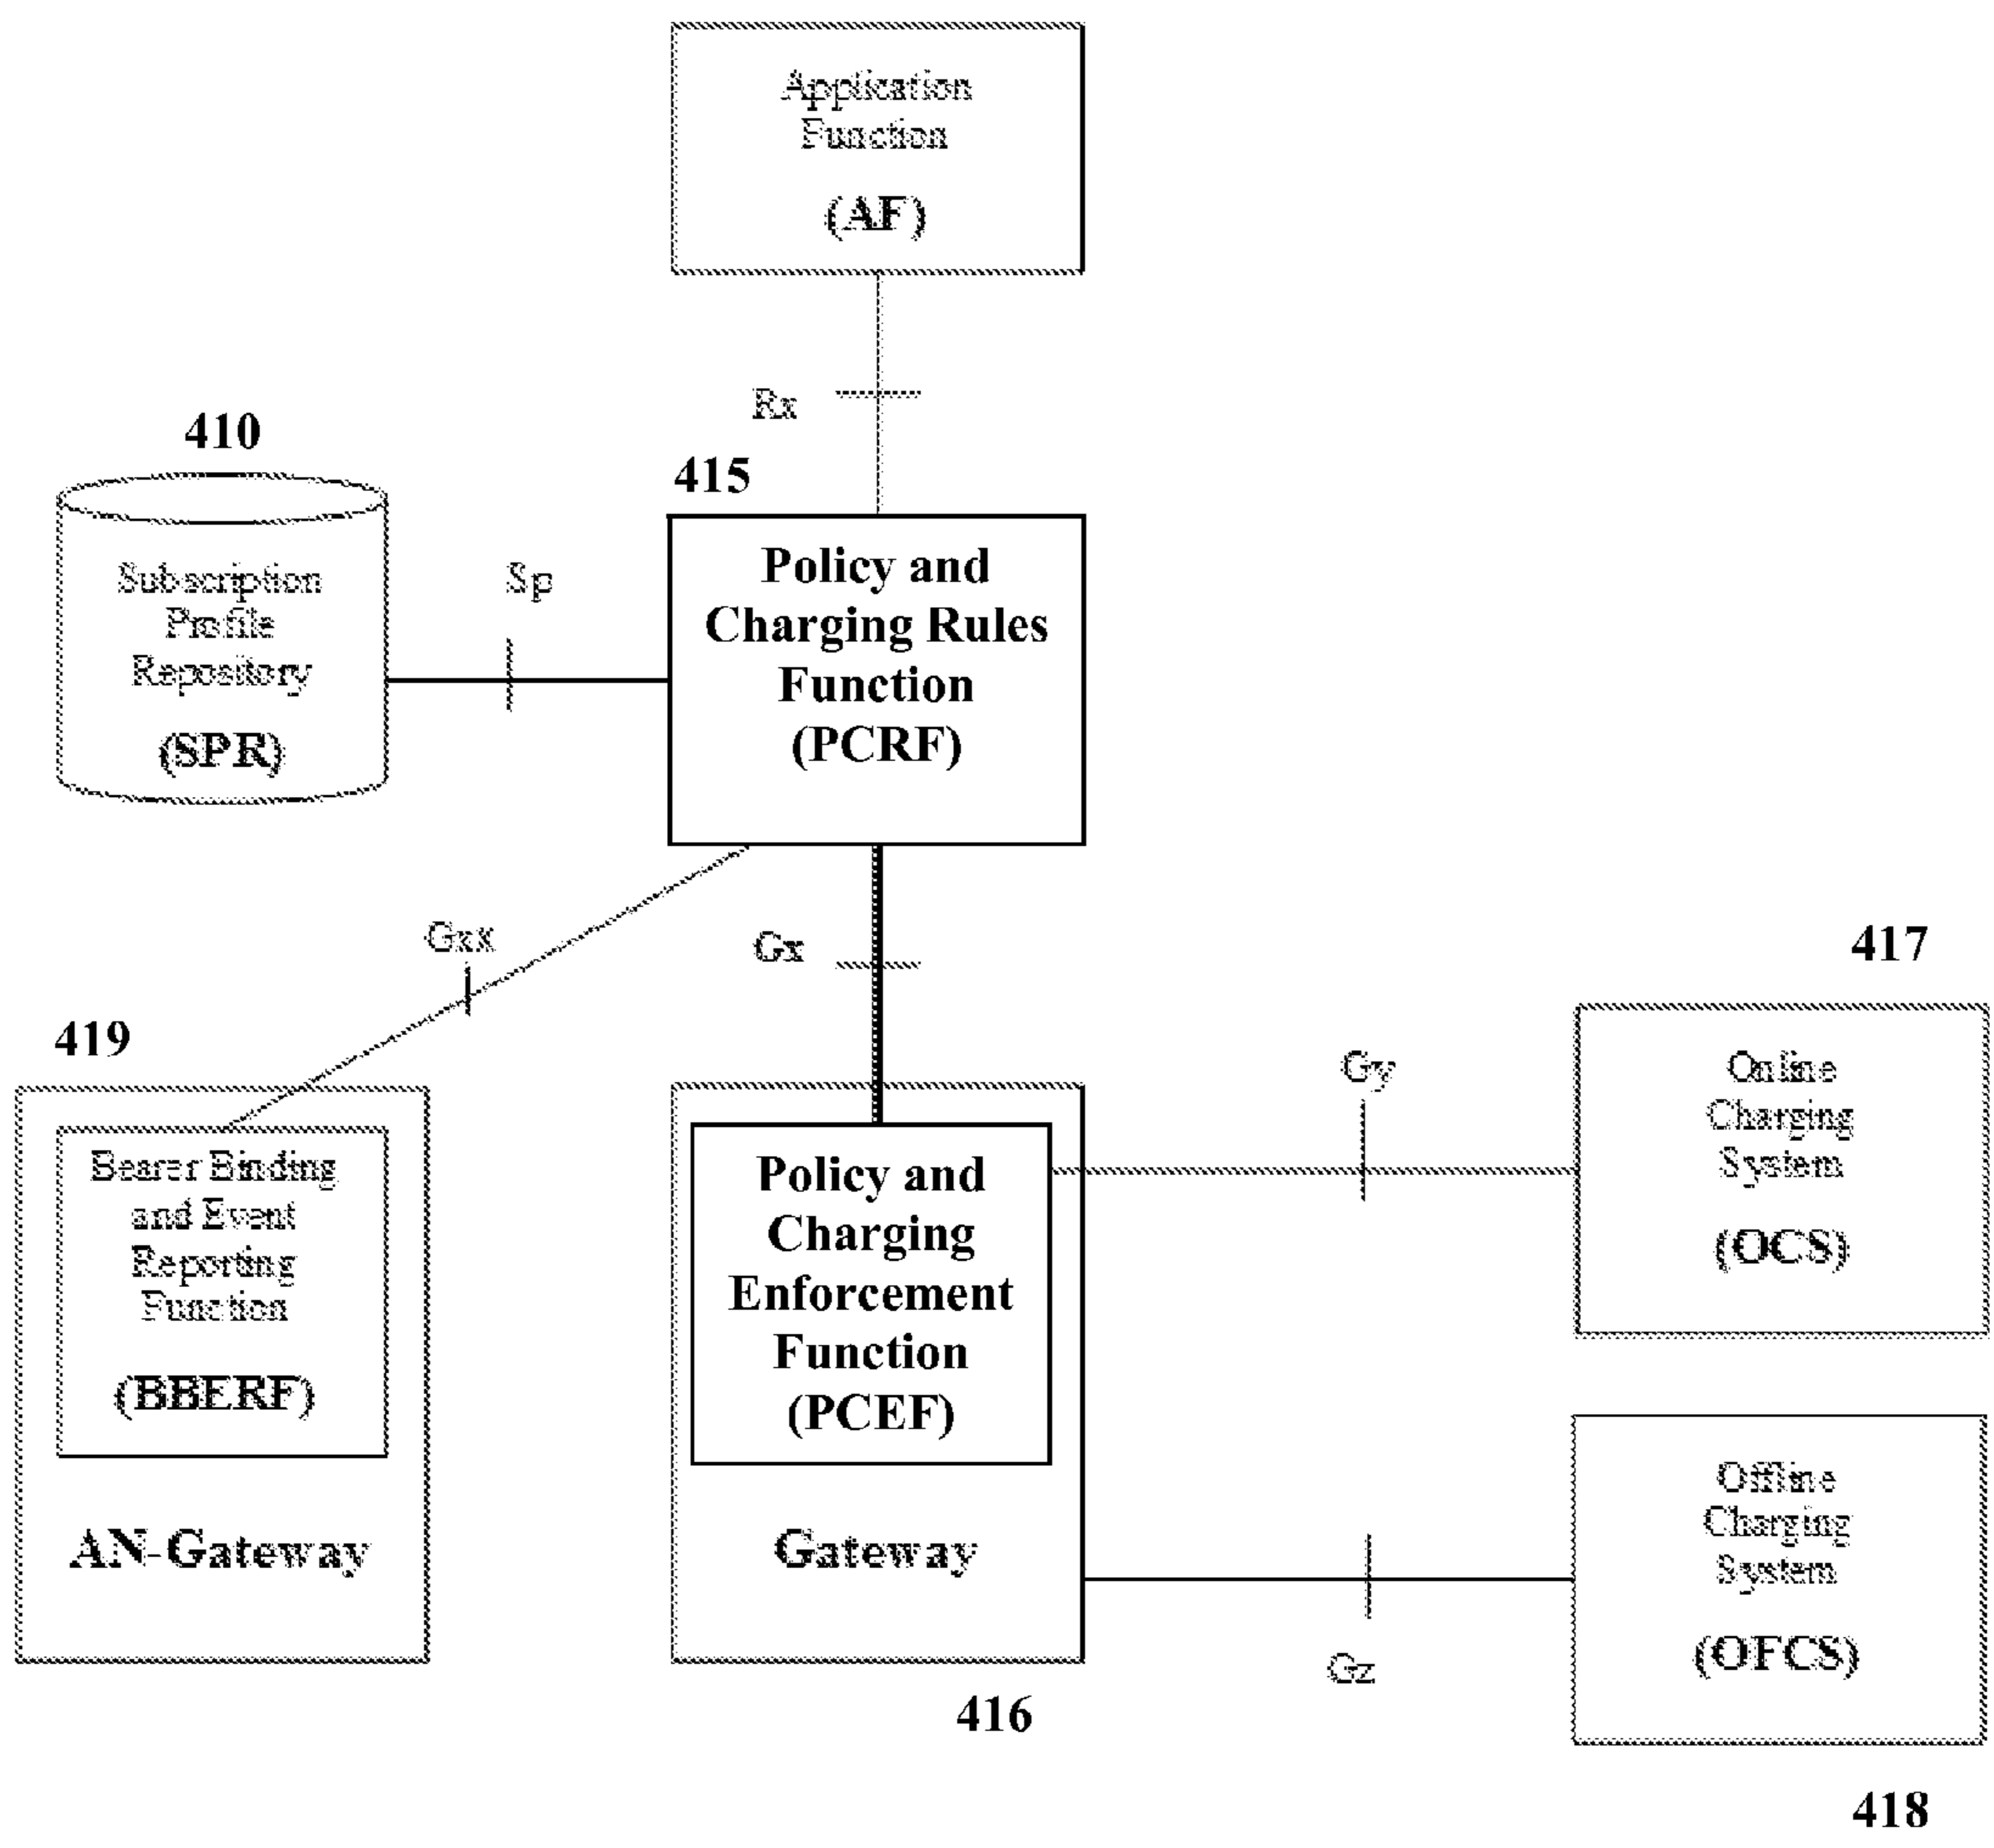 Application
Function
(AF)
Rx
410
415
Subscription
Profile
Repository
(SPR)
Sp
Policy and
Charging Rules
Function
(PCRF)
Gxx
Gx
417
419
Gy
Online
Charging
System
(OCS)
Bearer Binding
and Event
Reporting
Function
(BBERF)
AN-Gateway
Policy and
Charging
Enforcement
Function
(PCEF)
Gateway
Offline
Charging
System
(OFCS)
Gz
416
418